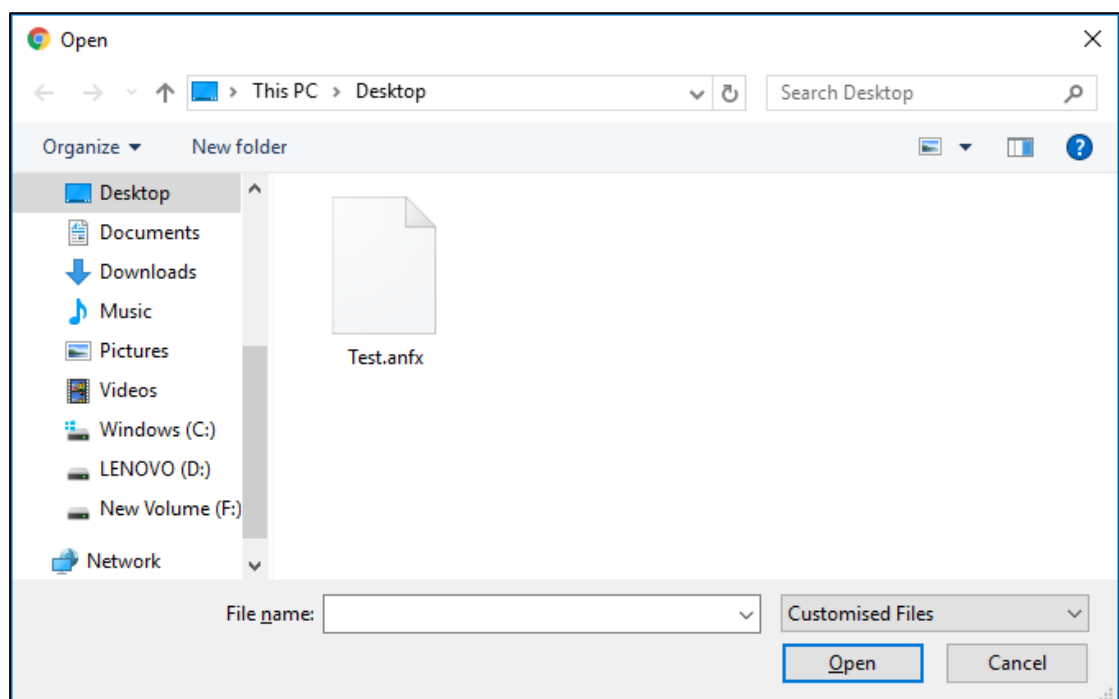 Open
This PC > Desktop
Search Desktop
Organize
New folder
?
Desktop
Documents
Downloads
Music
Pictures
Videos
Windows (C:)
LENOVO (D:)
New Volume (F:)
Network
Test.anfx
File name:
Customised Files
Open
Cancel